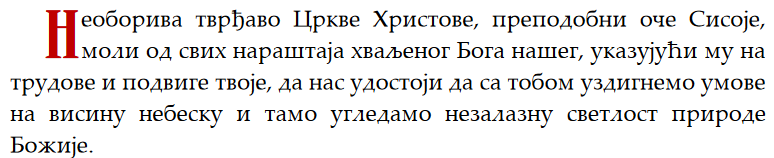 Необорива тврђаво Цркве Христове, преподобни оче Сисоје,
моли од свих нараштаја хваљеног Бога нашег, указујући му на
трудове и подвиге твоје, да нас удостоји да са тобом уздигнемо умове
на висину небеску и тамо угледамо незалазну светлост природе
Божије.